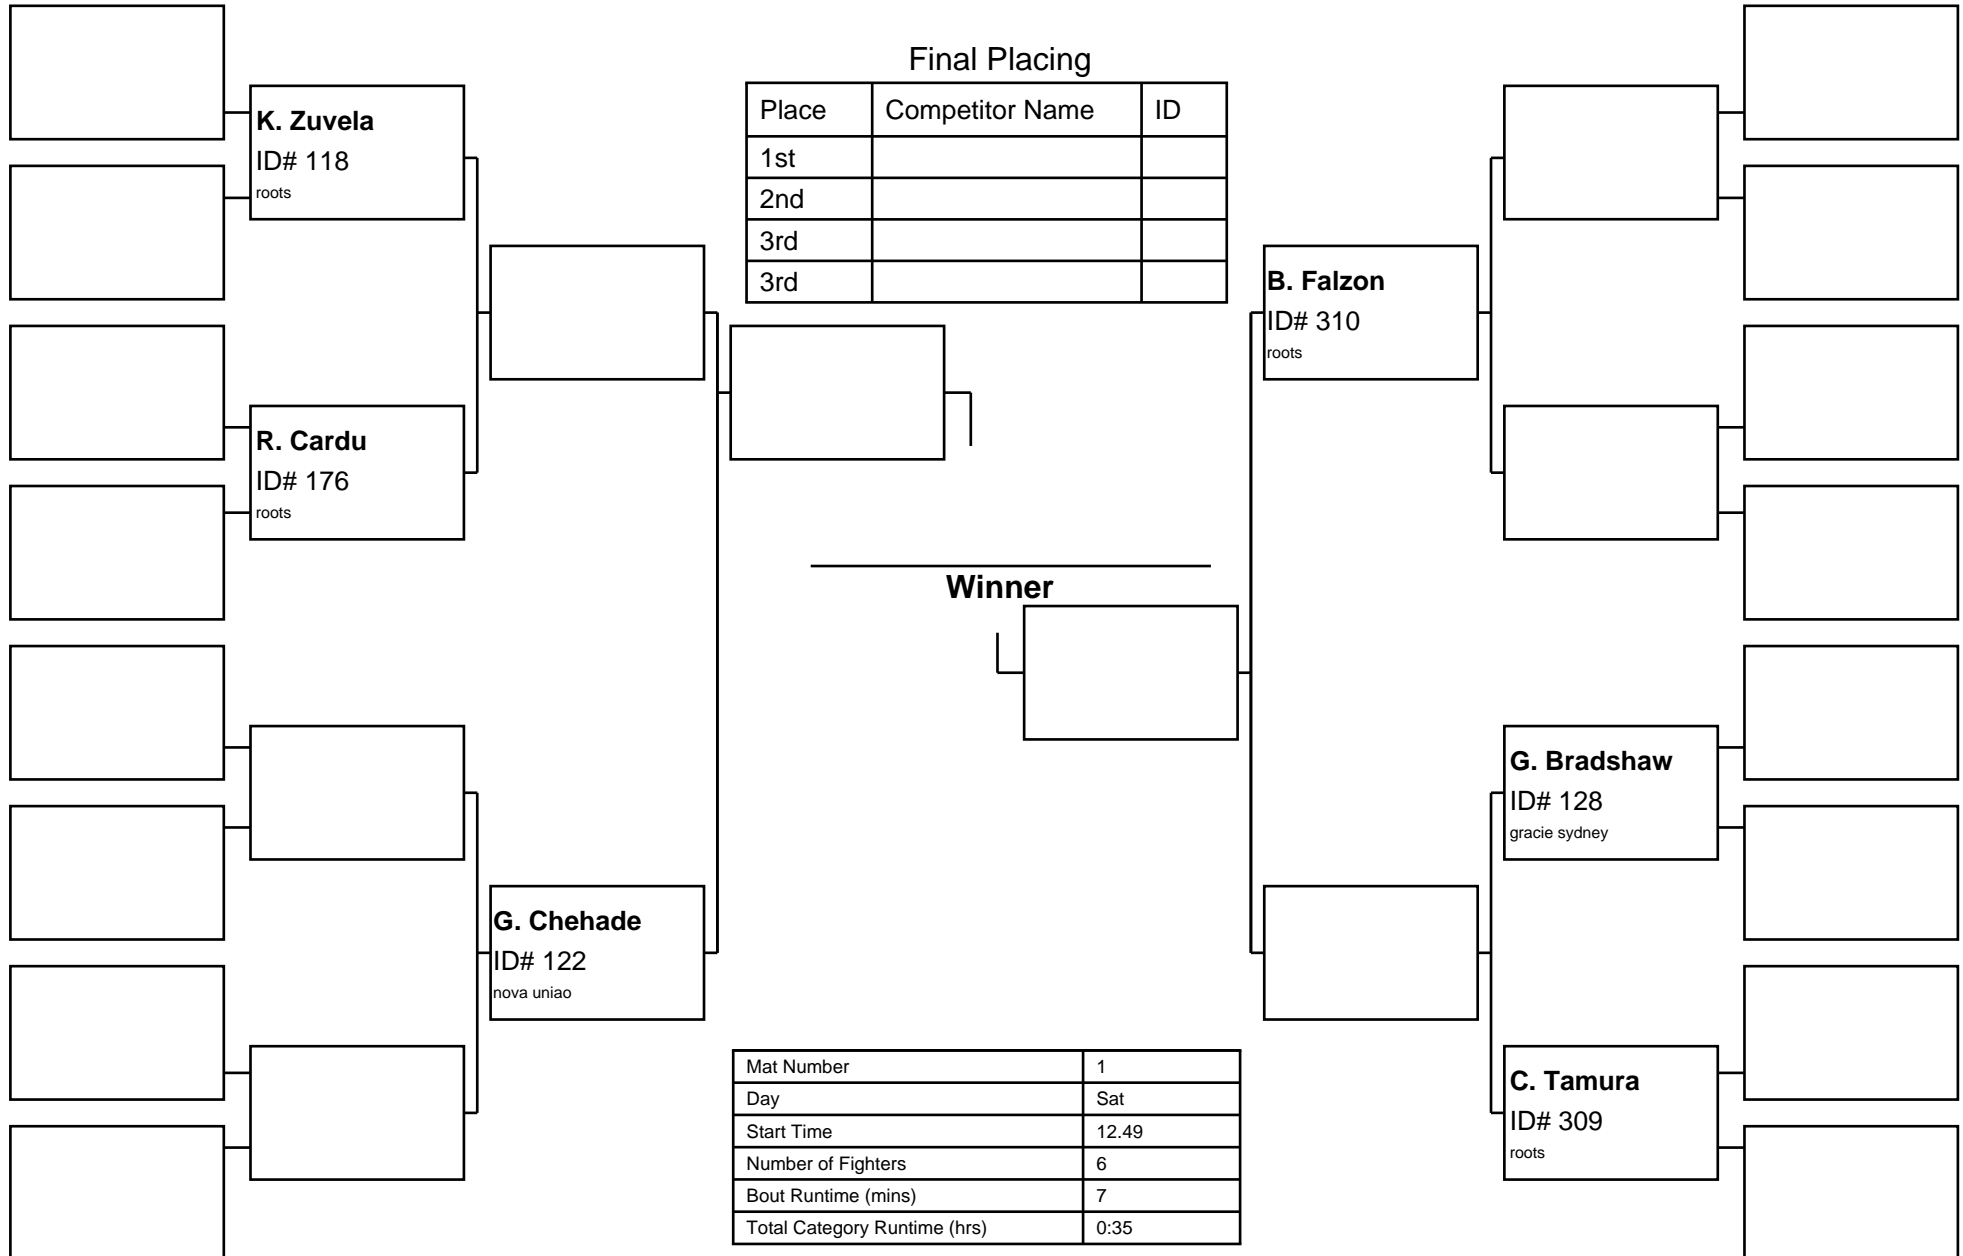 Final Placing
Place Competitor Name ID
1st
2nd
3rd
3rd
K. Zuvela
ID# 118
roots
R. Cardu
ID# 176
roots
G. Chehade
ID# 122
nova uniao
Winner
B. Falzon
ID# 310
roots
G. Bradshaw
ID# 128
gracie sydney
C. Tamura
ID# 309
roots
Mat Number 1
Day Sat
Start Time 12.49
Number of Fighters 6
Bout Runtime (mins) 7
Total Category Runtime (hrs) 0:35